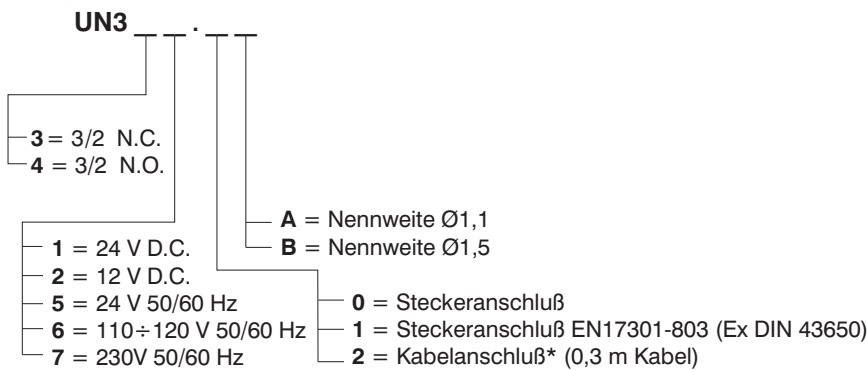 UN3 _ _ . _ _
3 = 3/2 N.C.
4 = 3/2 N.O.
A = Nennweite Ø1,1
B = Nennweite Ø1,5
1 = 24 V D.C.
2 = 12 V D.C.
5 = 24 V 50/60 Hz
6 = 110÷120 V 50/60 Hz
7 = 230V 50/60 Hz
0 = Steckeranschluß
1 = Steckeranschluß EN17301-803 (Ex DIN 43650)
2 = Kabelanschluß* (0,3 m Kabel)